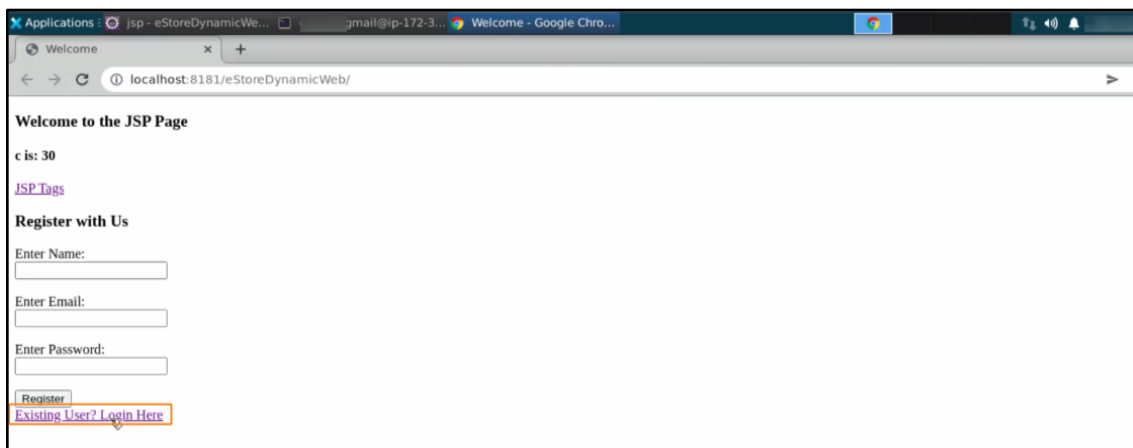 Applications
jsp - eStoreDynamicWe...
gmail@ip-172-3...
Welcome - Google Chro...
Welcome
localhost:8181/eStoreDynamicWeb/
Welcome to the JSP Page
c is: 30
JSP Tags
Register with Us
Enter Name:
Enter Email:
Enter Password:
Register
Existing User? Login Here